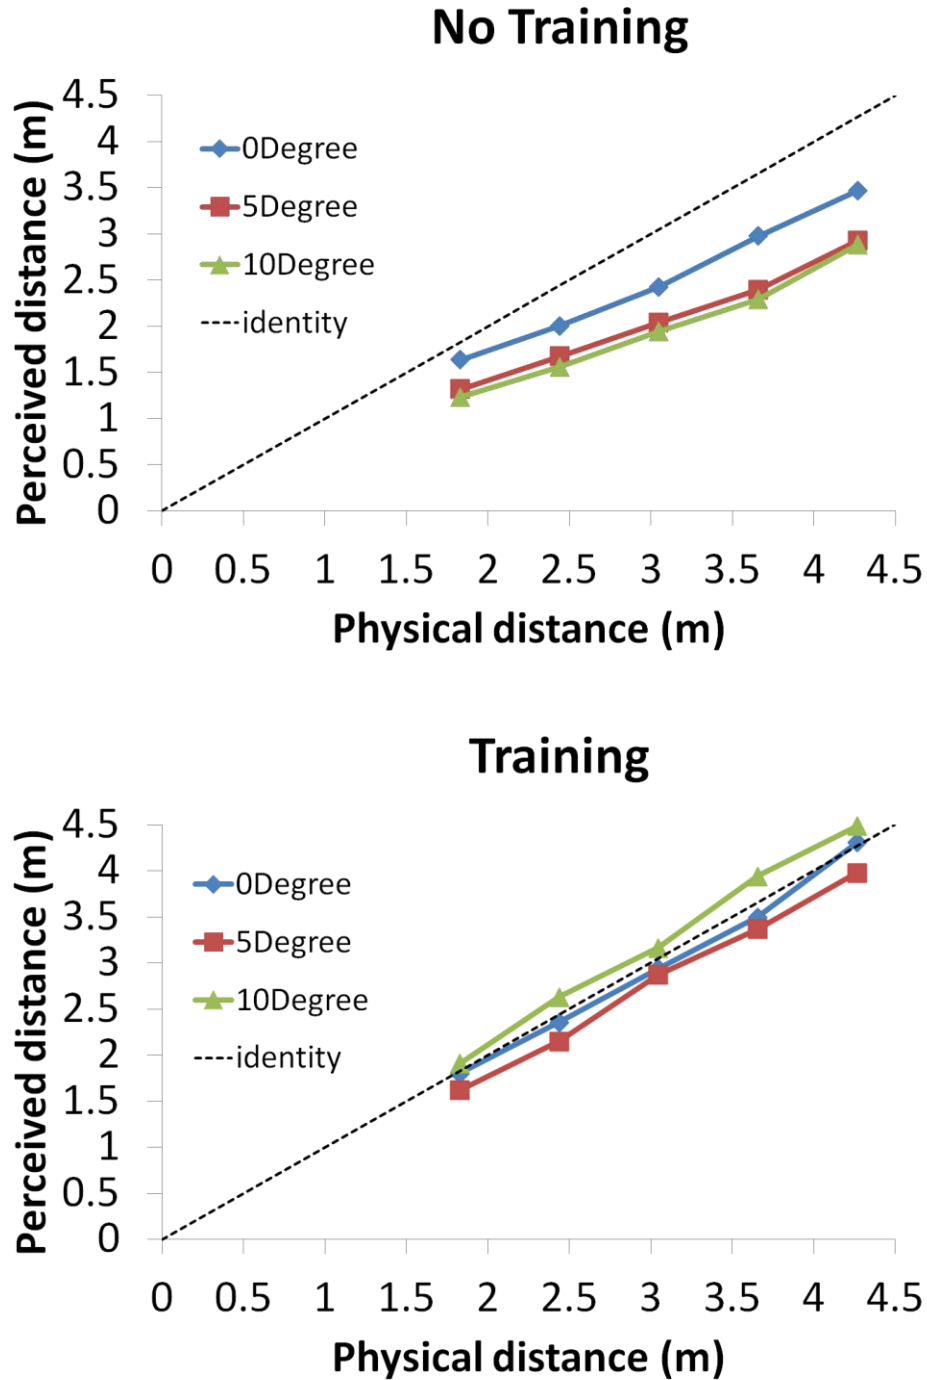 No Training
Perceived distance (m)
4.5
4
3.5
3
2.5
2
1.5
1
0.5
0
0Degree
5Degree
10Degree
identity
0 0.5 1 1.5 2 2.5 3 3.5 4 4.5
Physical distance (m)
Training
Perceived distance (m)
4.5
4
3.5
3
2.5
2
1.5
1
0.5
0
0Degree
5Degree
10Degree
identity
0 0.5 1 1.5 2 2.5 3 3.5 4 4.5
Physical distance (m)